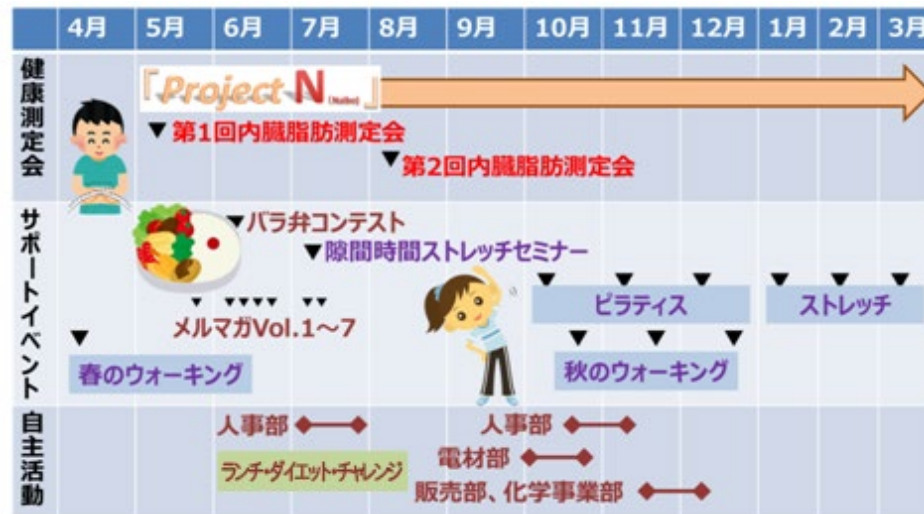 4月 5月 6月 7月 8月 9月 10月 11月 12月 1月 2月 3月
健康測定会
「Project N (Naibo)」
▼第1回内臓脂肪測定会
▼第2回内臓脂肪測定会
サポートイベント
▼バラ弁コンテスト
▼隙間時間ストレッチセミナー
メルマガVol.1～7
ピラティス
ストレッチ
春のウォーキング
秋のウォーキング
自主活動
人事部
人事部
ランチ・ダイエット・チャレンジ
電材部
販売部、化学事業部